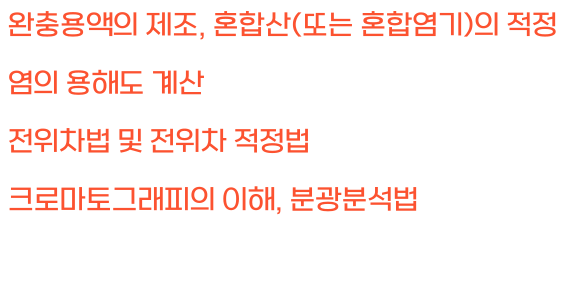 완충용액의 제조, 혼합산(또는 혼합염기)의 적정
염의 용해도 계산
전위차법 및 전위차 적정법
크로마토그래피의 이해, 분광분석법